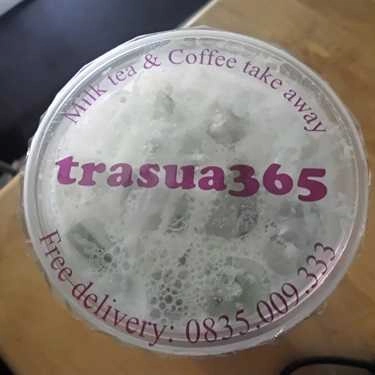 Milk tea & Coffee take away
trasua365
Free-delivery: 0835.009.333